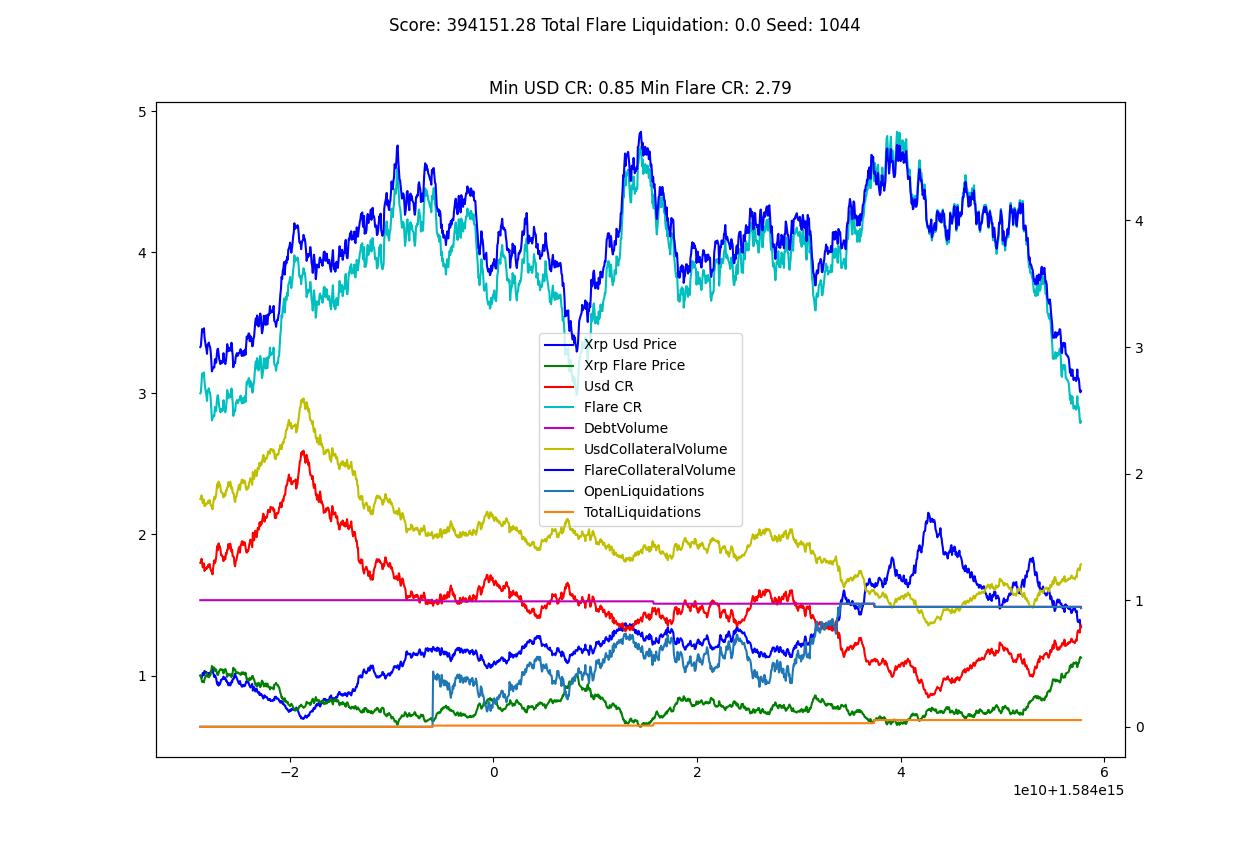 Score: 394151.28 Total Flare Liquidation: 0.0 Seed: 1044
Min USD CR: 0.85 Min Flare CR: 2.79
5
4
3
2
1
4
3
2
1
0
Xrp Usd Price
Xrp Flare Price
Usd CR
Flare CR
DebtVolume
UsdCollateralVolume
FlareCollateralVolume
OpenLiquidations
TotalLiquidations
−2 0 2 4 6
1e10+1.584e15